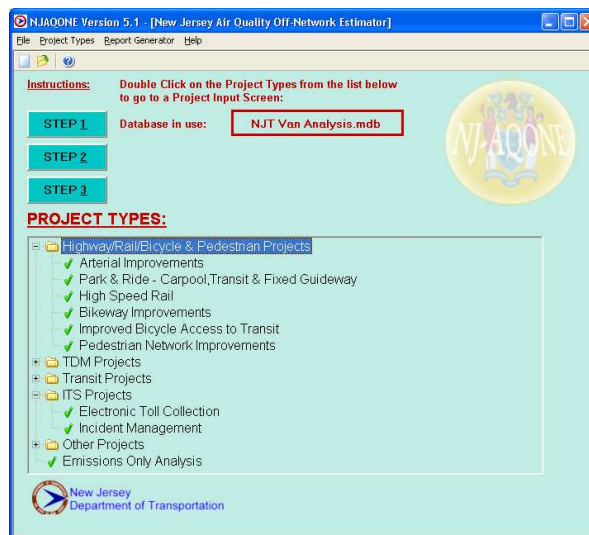 NJAQONE Version 5.1 - [New Jersey Air Quality Off-Network Estimator]
File Project Types Report Generator Help
Instructions:
Double Click on the Project Types from the list below
to go to a Project Input Screen:
STEP 1
Database in use:
NJT Van Analysis.mdb
NJ-AQONE
STEP 2
STEP 3
PROJECT TYPES:
Highway/Rail/Bicycle & Pedestrian Projects
Arterial Improvements
Park & Ride - Carpool,Transit & Fixed Guideway
High Speed Rail
Bikeway Improvements
Improved Bicycle Access to Transit
Pedestrian Network Improvements
TDM Projects
Transit Projects
ITS Projects
Electronic Toll Collection
Incident Management
Other Projects
Emissions Only Analysis
New Jersey
Department of Transportation